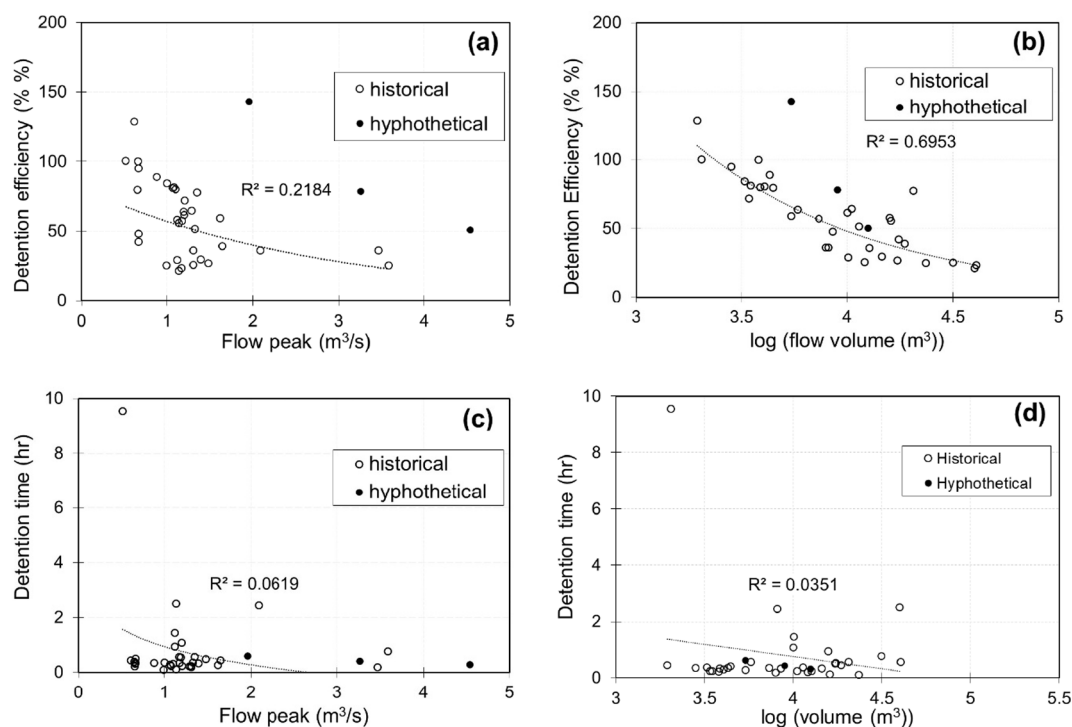 200
150
100
50
0
Detention efficiency (% %)
(a)
historical
hyphothetical
R² = 0.2184
0 1 2 3 4 5
Flow peak (m³/s)
200
150
100
50
0
Detention Efficiency (% %)
(b)
historical
hyphothetical
R² = 0.6953
3 3.5 4 4.5 5
log (flow volume (m³))
10
8
6
4
2
0
Detention time (hr)
(c)
historical
hyphothetical
R² = 0.0619
0 1 2 3 4 5
Flow peak (m³/s)
10
8
6
4
2
0
Detention time (hr)
(d)
Historical
Hyphothetical
R² = 0.0351
3 3.5 4 4.5 5 5.5
log (volume (m³)